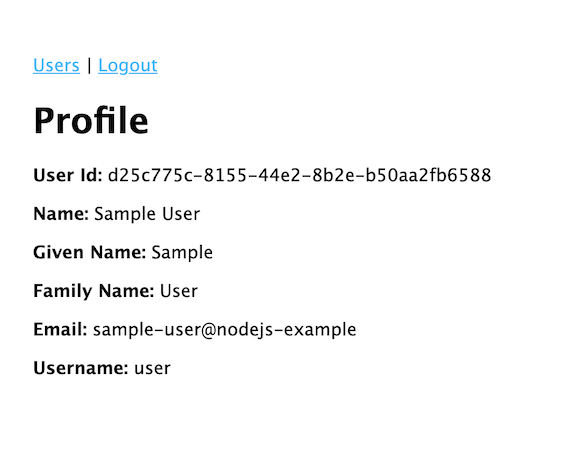 Users | Logout
Profile
User Id: d25c775c-8155-44e2-8b2e-b50aa2fb6588
Name: Sample User
Given Name: Sample
Family Name: User
Email: sample-user@nodejs-example
Username: user